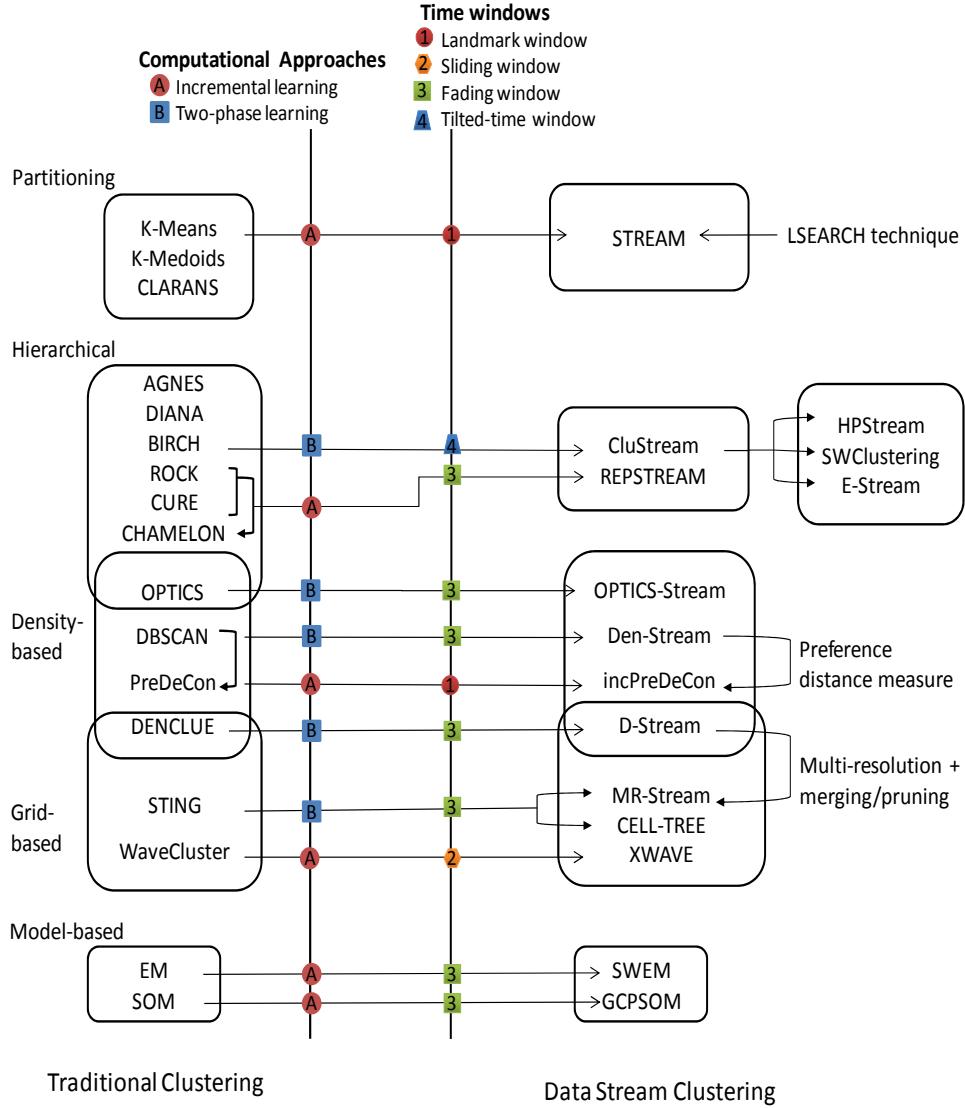 Time windows
1 Landmark window
2 Sliding window
3 Fading window
4 Tilted-time window
Computational Approaches
A Incremental learning
B Two-phase learning
Partitioning
K-Means
K-Medoids
CLARANS
A
1
STREAM
LSEARCH technique
Hierarchical
AGNES
DIANA
BIRCH
ROCK
CURE
CHAMELON
B
4
3
A
CluStream
REPSTREAM
HPStream
SWClustering
E-Stream
Density-
based
OPTICS
B
3
OPTICS-Stream
DBSCAN
B
3
Den-Stream
PreDeCon
A
1
incPreDeCon
Preference
distance measure
DENCLUE
B
3
D-Stream
Multi-resolution +
merging/pruning
Grid-
based
STING
B
3
MR-Stream
CELL-TREE
WaveCluster
A
2
XWAVE
Model-based
EM
A
3
SWEM
SOM
A
3
GCPSOM
Traditional Clustering
Data Stream Clustering